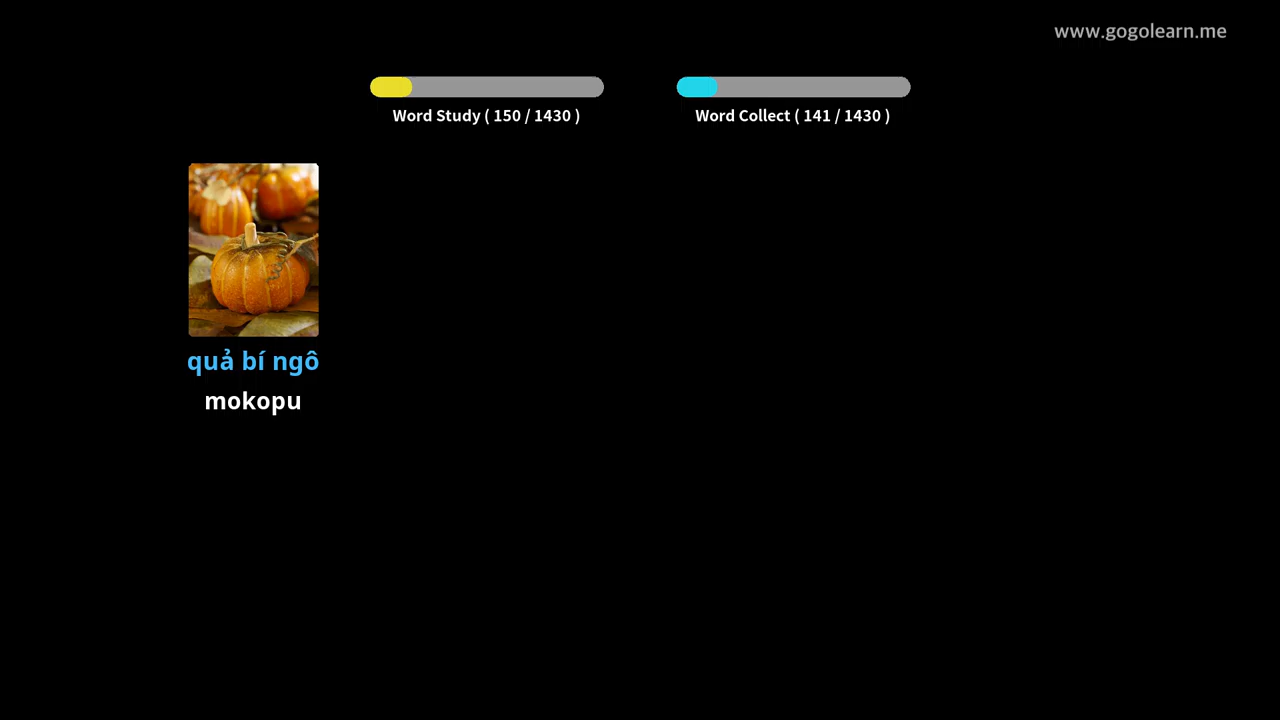 www.gogolearn.me
Word Study ( 150 / 1430 )
Word Collect ( 141 / 1430 )
quả bí ngô
mokopu